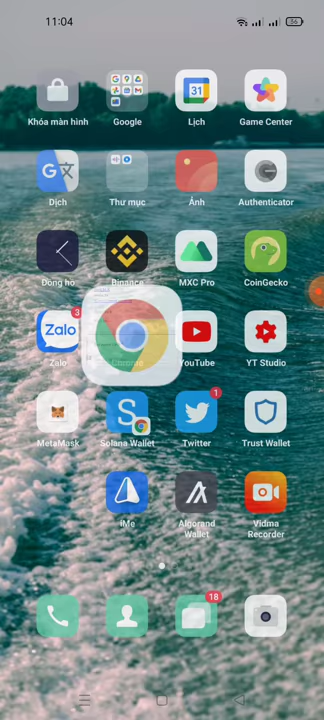 11:04
56
Khóa màn hình
Google
31
Lịch
Game Center
Dịch
Thư mục
Ảnh
Authenticator
Đồng hồ
Binance
MXC Pro
CoinGecko
Zalo
3
Zalo
Chrome
YouTube
YT Studio
MetaMask
S
Solana Wallet
1
Twitter
Trust Wallet
iMe
Algorand
Wallet
Vidma
Recorder
18